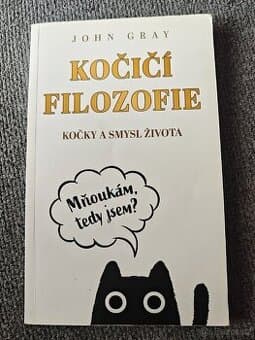 JOHN GRAY
KOČIČÍ
FILOZOFIE
KOČKY A SMYSL ŽIVOTA
Mňoukám,
tedy jsem?